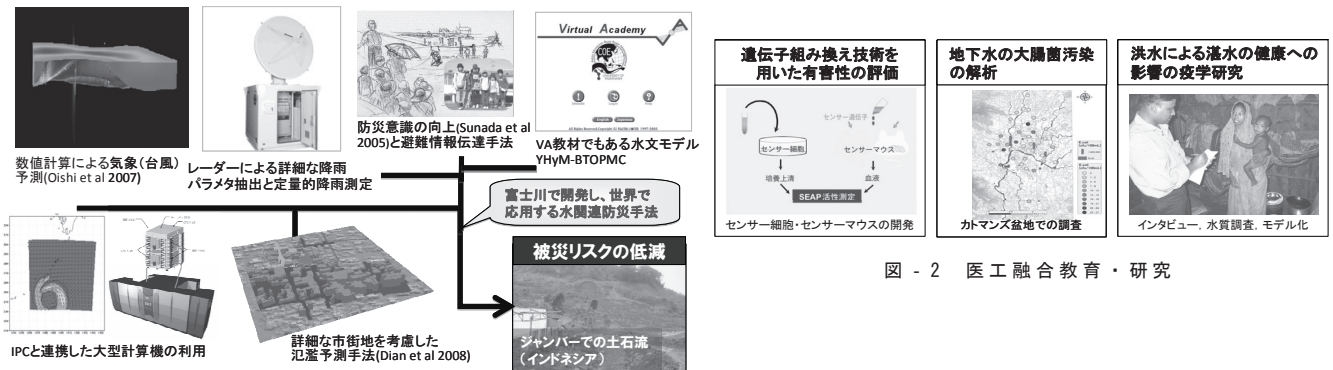 数値計算による気象(台風)
予測(Oishi et al 2007)
レーダーによる詳細な降雨
パラメタ抽出と定量的降雨測定
防災意識の向上(Sunada et al
2005)と避難情報伝達手法
Virtual Academy
COE
English
Japanese
VA教材でもある水文モデル
YHyM-BTOPMC
富士川で開発し、世界で
応用する水関連防災手法
IPCと連携した大型計算機の利用
詳細な市街地を考慮した
氾濫予測手法(Dian et al 2008)
被災リスクの低減
ジャンバーでの土石流
(インドネシア)
遺伝子組み換え技術を
用いた有害性の評価
センサー遺伝子
センサー細胞
センサーマウス
培養上清
血液
SEAP 活性測定
センサー細胞・センサーマウスの開発
地下水の大腸菌汚染
の解析
カトマンズ盆地での調査
洪水による湛水の健康への
影響の疫学研究
インタビュー, 水質調査, モデル化
図 - 2 医工融合教育・研究